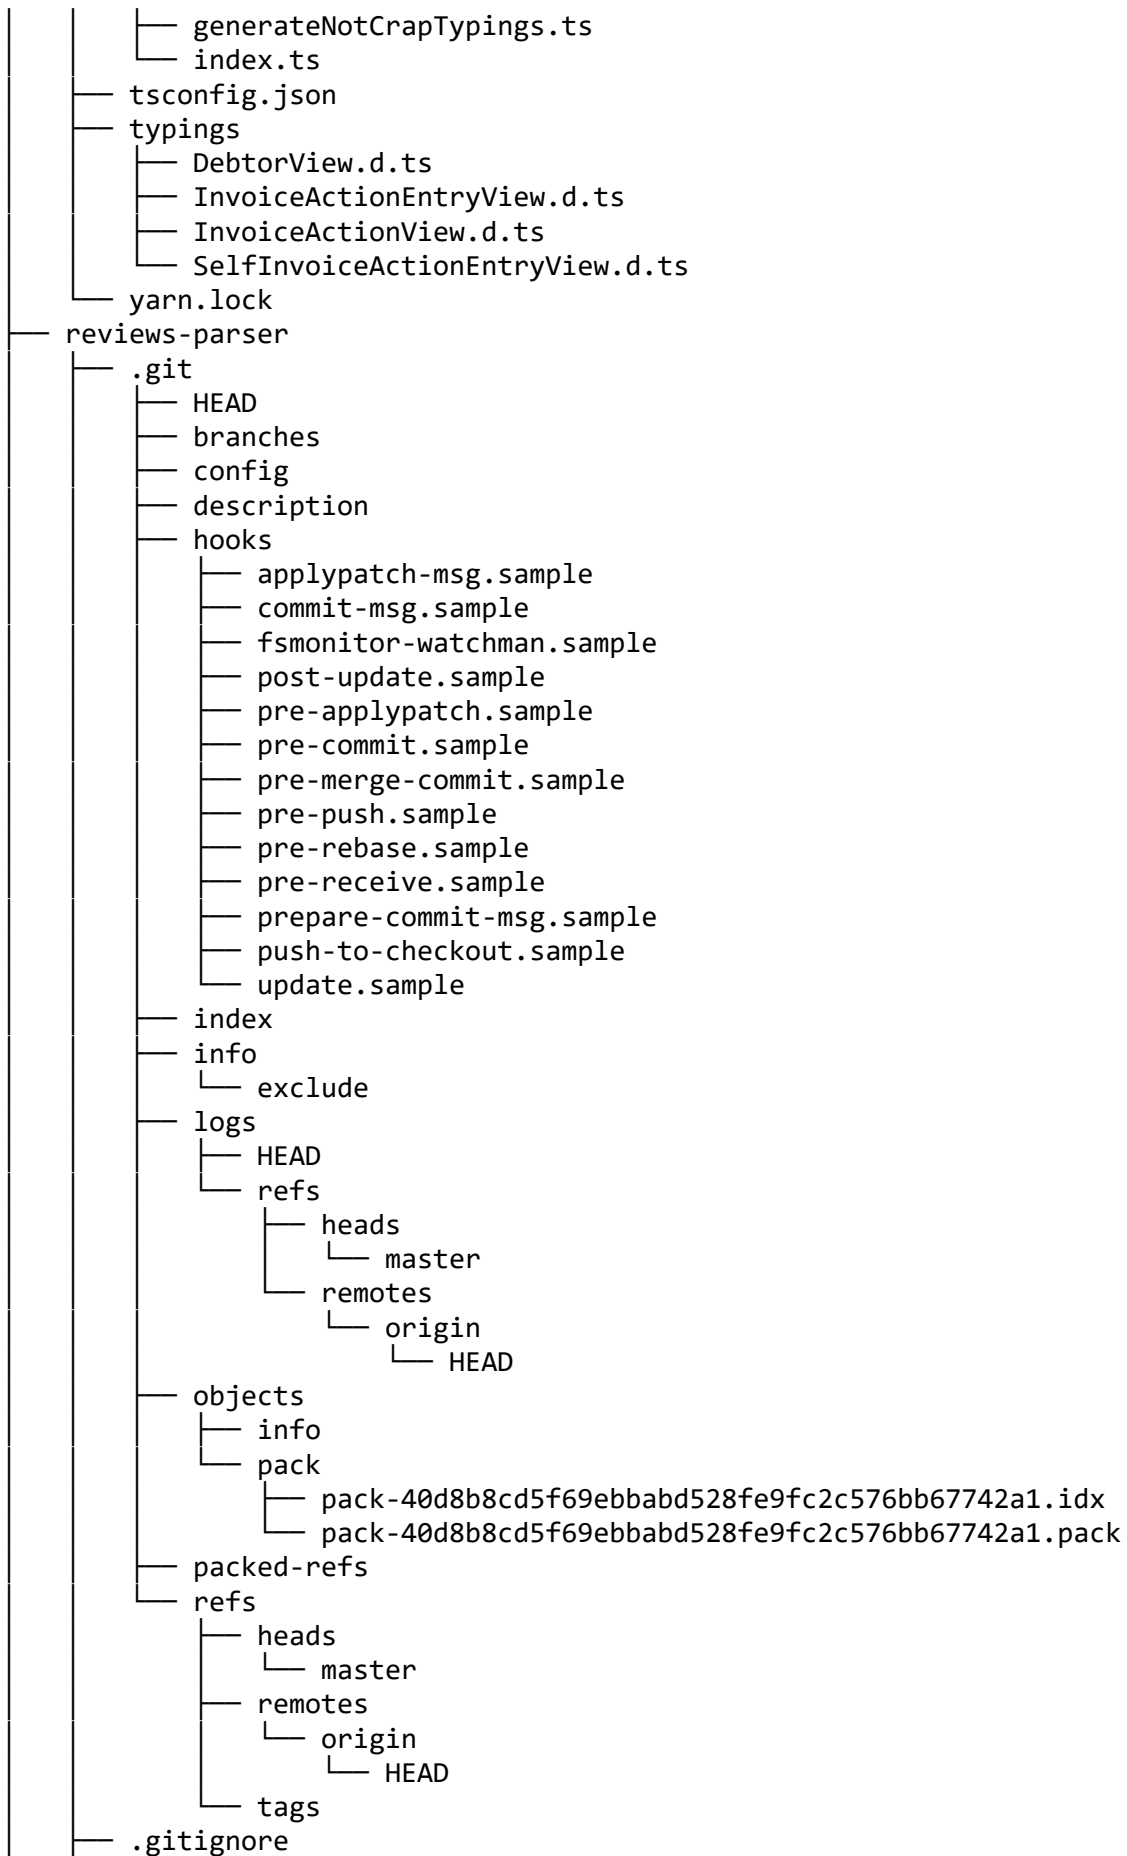 │   │   ├── generateNotCrapTypings.ts
│   │   └── index.ts
│   ├── tsconfig.json
│   ├── typings
│   │   ├── DebtorView.d.ts
│   │   ├── InvoiceActionEntryView.d.ts
│   │   ├── InvoiceActionView.d.ts
│   │   └── SelfInvoiceActionEntryView.d.ts
│   └── yarn.lock
├── reviews-parser
│   ├── .git
│   │   ├── HEAD
│   │   ├── branches
│   │   ├── config
│   │   ├── description
│   │   ├── hooks
│   │   │   ├── applypatch-msg.sample
│   │   │   ├── commit-msg.sample
│   │   │   ├── fsmonitor-watchman.sample
│   │   │   ├── post-update.sample
│   │   │   ├── pre-applypatch.sample
│   │   │   ├── pre-commit.sample
│   │   │   ├── pre-merge-commit.sample
│   │   │   ├── pre-push.sample
│   │   │   ├── pre-rebase.sample
│   │   │   ├── pre-receive.sample
│   │   │   ├── prepare-commit-msg.sample
│   │   │   ├── push-to-checkout.sample
│   │   │   └── update.sample
│   │   ├── index
│   │   ├── info
│   │   │   └── exclude
│   │   ├── logs
│   │   │   ├── HEAD
│   │   │   └── refs
│   │   │       ├── heads
│   │   │       │   └── master
│   │   │       └── remotes
│   │   │           └── origin
│   │   │               └── HEAD
│   │   ├── objects
│   │   │   ├── info
│   │   │   └── pack
│   │   │       ├── pack-40d8b8cd5f69ebbabd528fe9fc2c576bb67742a1.idx
│   │   │       └── pack-40d8b8cd5f69ebbabd528fe9fc2c576bb67742a1.pack
│   │   ├── packed-refs
│   │   └── refs
│   │       ├── heads
│   │       │   └── master
│   │       ├── remotes
│   │       │   └── origin
│   │       │       └── HEAD
│   │       └── tags
│   ├── .gitignore